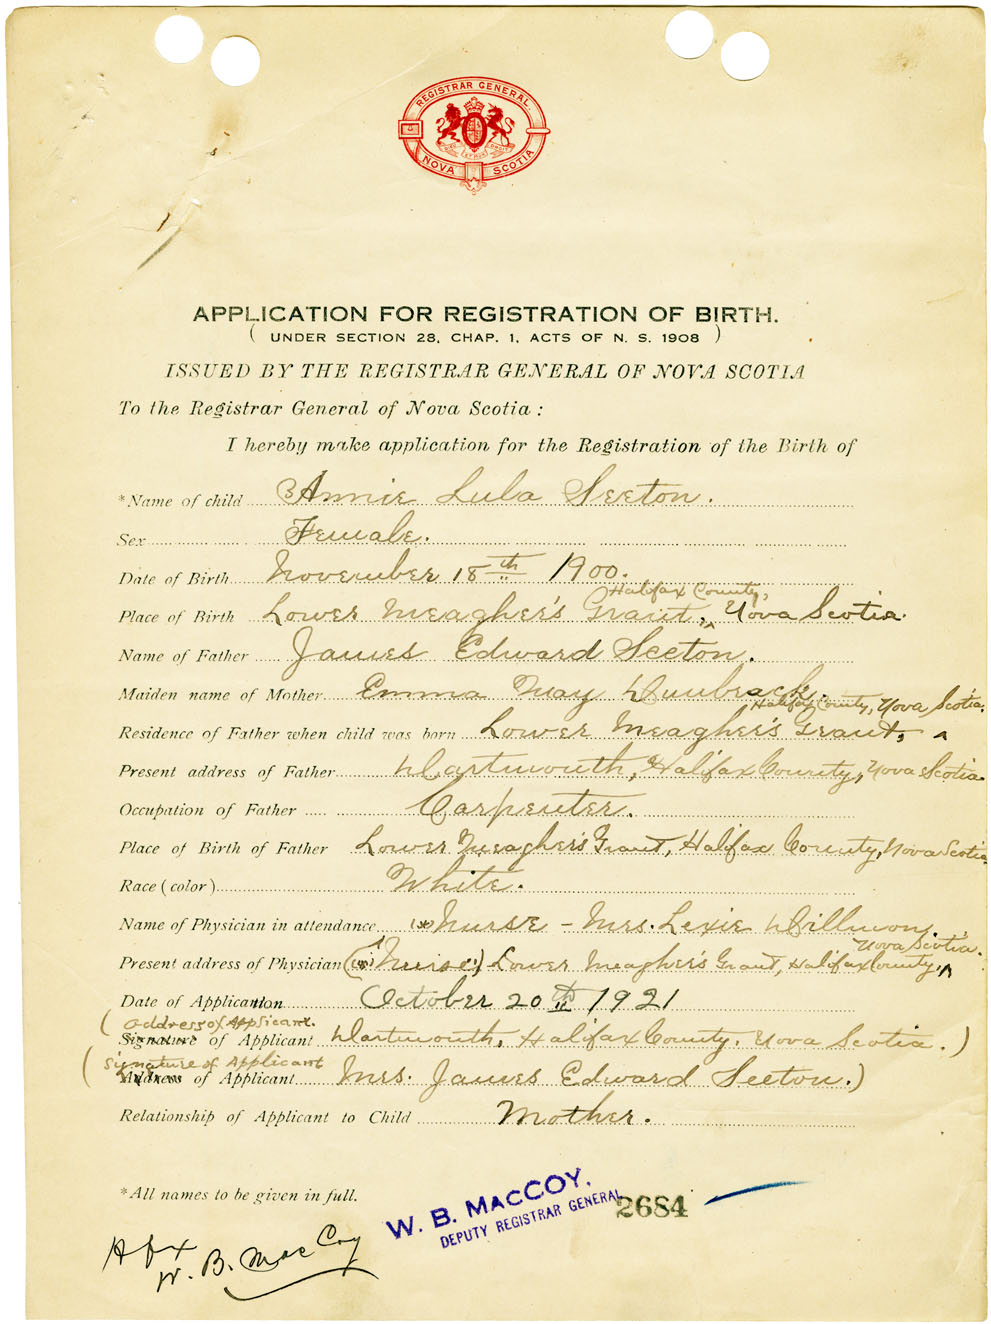 REGISTRAR GENERAL.
NOVA SCOTIA
APPLICATION FOR REGISTRATION OF BIRTH.
( UNDER SECTION 28, CHAP. 1, ACTS OF N. S. 1908 )
ISSUED BY THE REGISTRAR GENERAL OF NOVA SCOTIA
To the Registrar General of Nova Scotia :
I hereby make application for the Registration of the Birth of
*Name of child Annie Lula Seeton.
Sex Female.
Date of Birth November 18th 1900.
Halifax County,
Place of Birth Lower Meagher's Grant, Nova Scotia.
Name of Father James Edward Seeton.
Maiden name of Mother Emma May Dunbrack.
Halifax County, Nova Scotia.
Residence of Father when child was born Lower Meagher's Grant,
Present address of Father Dartmouth, Halifax County, Nova Scotia.
Occupation of Father Carpenter.
Place of Birth of Father Lower Meagher's Grant, Halifax County, Nova Scotia
Race (color) White.
Name of Physician in attendance Nurse - Mrs. Lexie Dillmon.
Nova Scotia.
Present address of Physician (Nurse) Lower Meagher's Grant, Halifax County,
Date of Application October 20th 1921
( address of Applicant.
Signature of Applicant Dartmouth, Halifax County. Nova Scotia. )
( Signature of Applicant
Address of Applicant Mrs. James Edward Seeton. )
Relationship of Applicant to Child Mother.
*All names to be given in full.
W. B. MACCOY,
DEPUTY REGISTRAR GENERAL
2684
Hfx
W. B. MacCoy